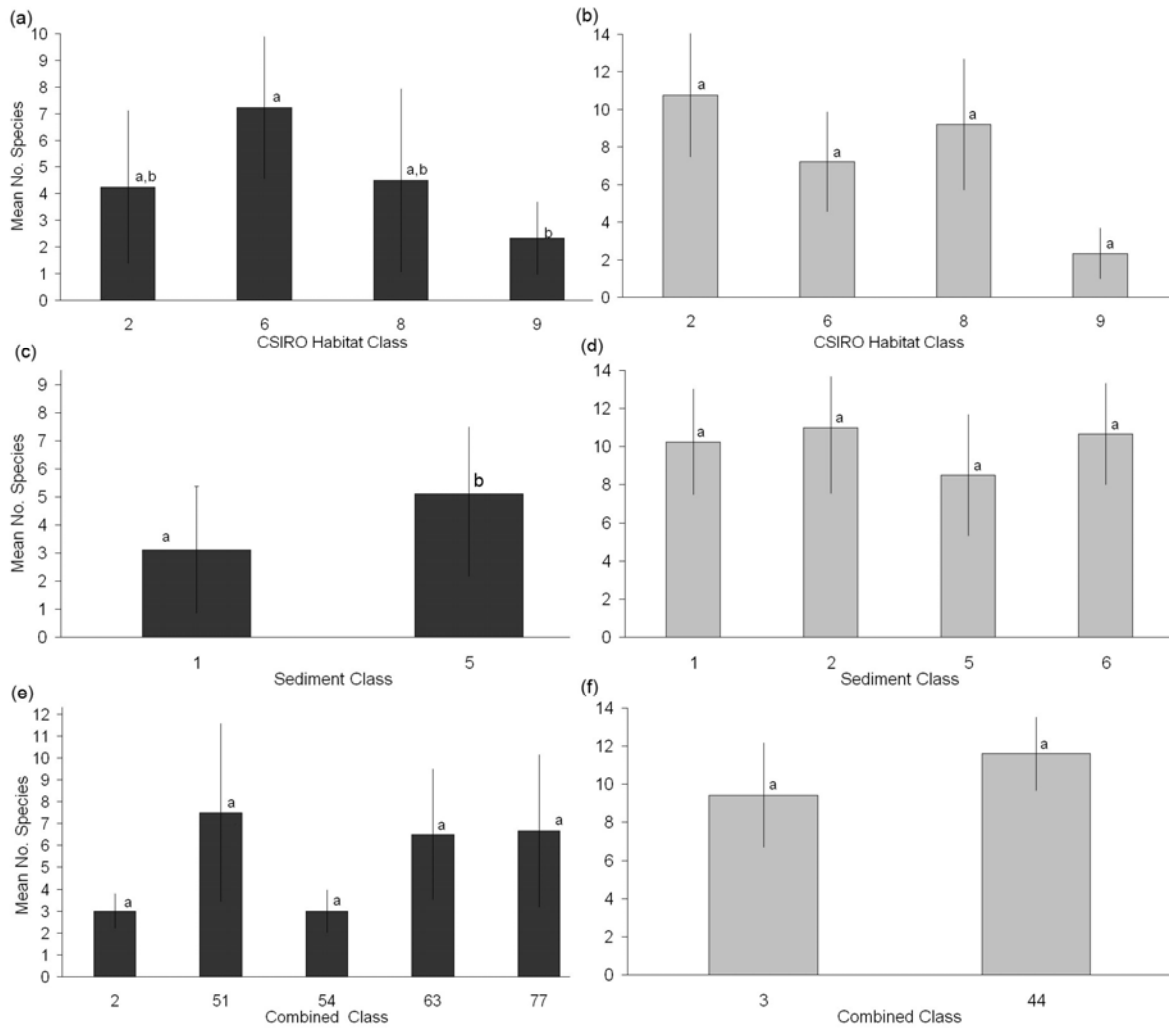 (a)
10
9
8
7
6
5
4
3
2
1
0
Mean No. Species
a,b
a
a,b
b
2 6 8 9
CSIRO Habitat Class
(b)
14
12
10
8
6
4
2
0
a
a
a
a
2 6 8 9
CSIRO Habitat Class
(c)
9
8
7
6
5
4
3
2
1
0
Mean No. Species
a
b
1 5
Sediment Class
(d)
14
12
10
8
6
4
2
0
a
a
a
a
1 2 5 6
Sediment Class
(e)
12
11
10
9
8
7
6
5
4
3
2
1
0
Mean No. Species
a
a
a
a
a
2 51 54 63 77
Combined Class
(f)
14
12
10
8
6
4
2
0
a
a
3 44
Combined Class